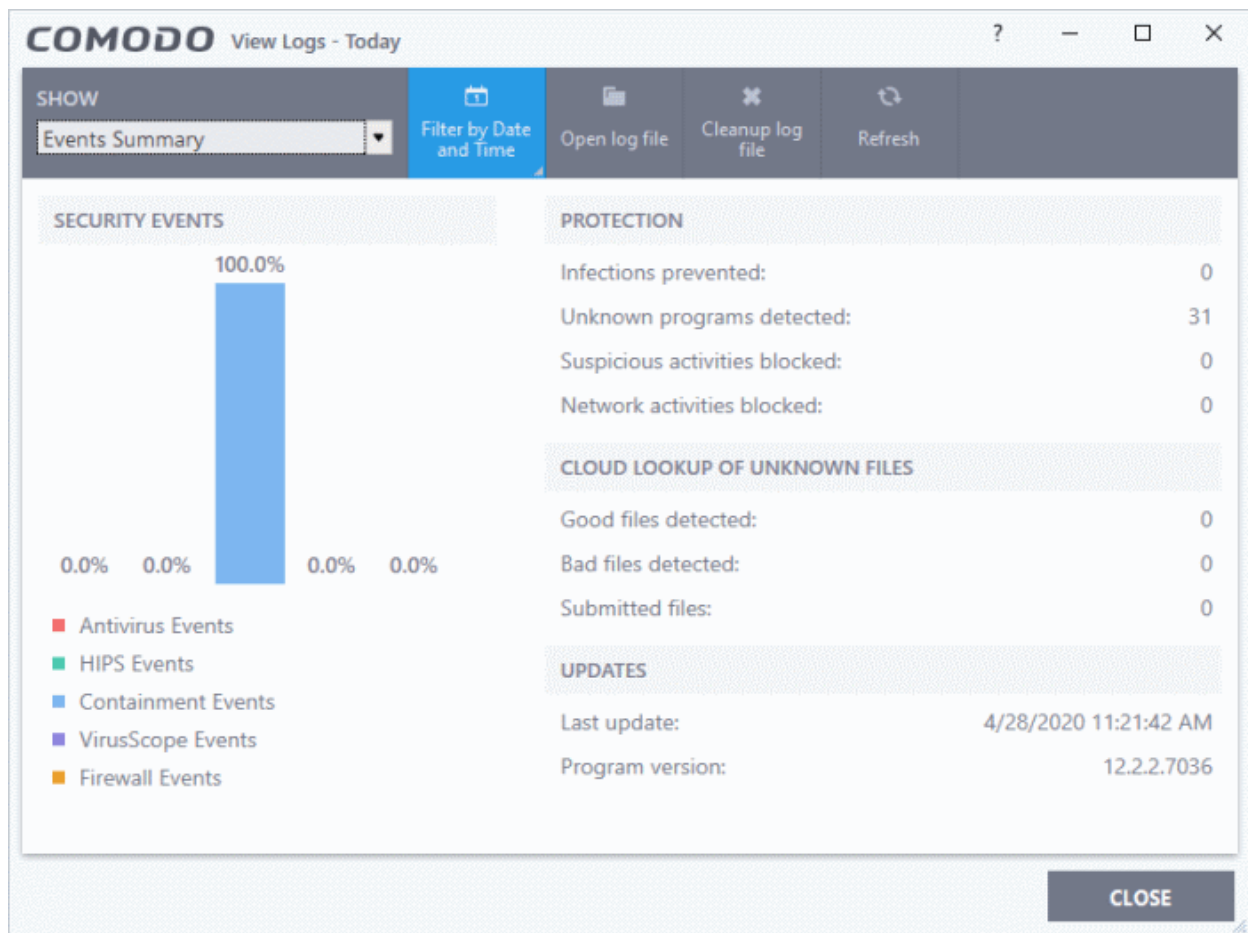 COMODO View Logs - Today
?
SHOW
Events Summary
Filter by Date
and Time
Open log file
Cleanup log
file
Refresh
SECURITY EVENTS
100.0%
0.0% 0.0% 0.0% 0.0%
Antivirus Events
HIPS Events
Containment Events
VirusScope Events
Firewall Events
PROTECTION
Infections prevented: 0
Unknown programs detected: 31
Suspicious activities blocked: 0
Network activities blocked: 0
CLOUD LOOKUP OF UNKNOWN FILES
Good files detected: 0
Bad files detected: 0
Submitted files: 0
UPDATES
Last update: 4/28/2020 11:21:42 AM
Program version: 12.2.2.7036
CLOSE